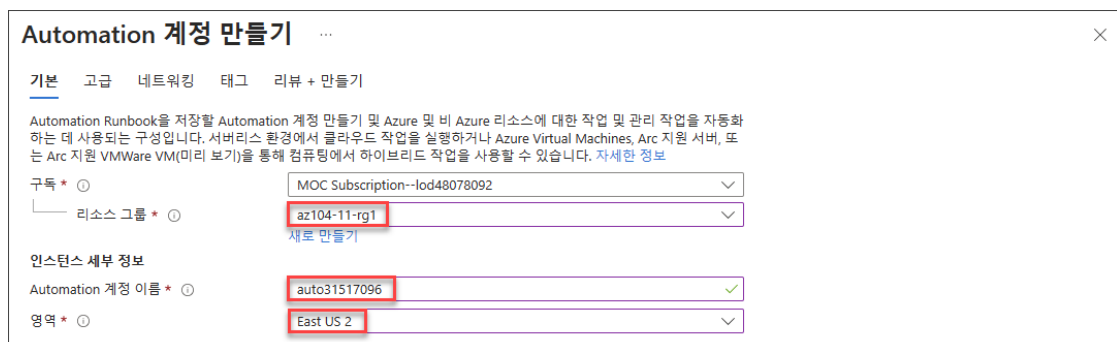 Automation 계정 만들기 ...
기본 고급 네트워킹 태그 리뷰 + 만들기
Automation Runbook을 저장할 Automation 계정 만들기 및 Azure 및 비 Azure 리소스에 대한 작업 및 관리 작업을 자동화
하는 데 사용되는 구성입니다. 서버리스 환경에서 클라우드 작업을 실행하거나 Azure Virtual Machines, Arc 지원 서버, 또
는 Arc 지원 VMWare VM(미리 보기)을 통해 컴퓨팅에서 하이브리드 작업을 사용할 수 있습니다. 자세한 정보
구독 * MOC Subscription--lod48078092
리소스 그룹 * az104-11-rg1
새로 만들기
인스턴스 세부 정보
Automation 계정 이름 * auto31517096
영역 * East US 2